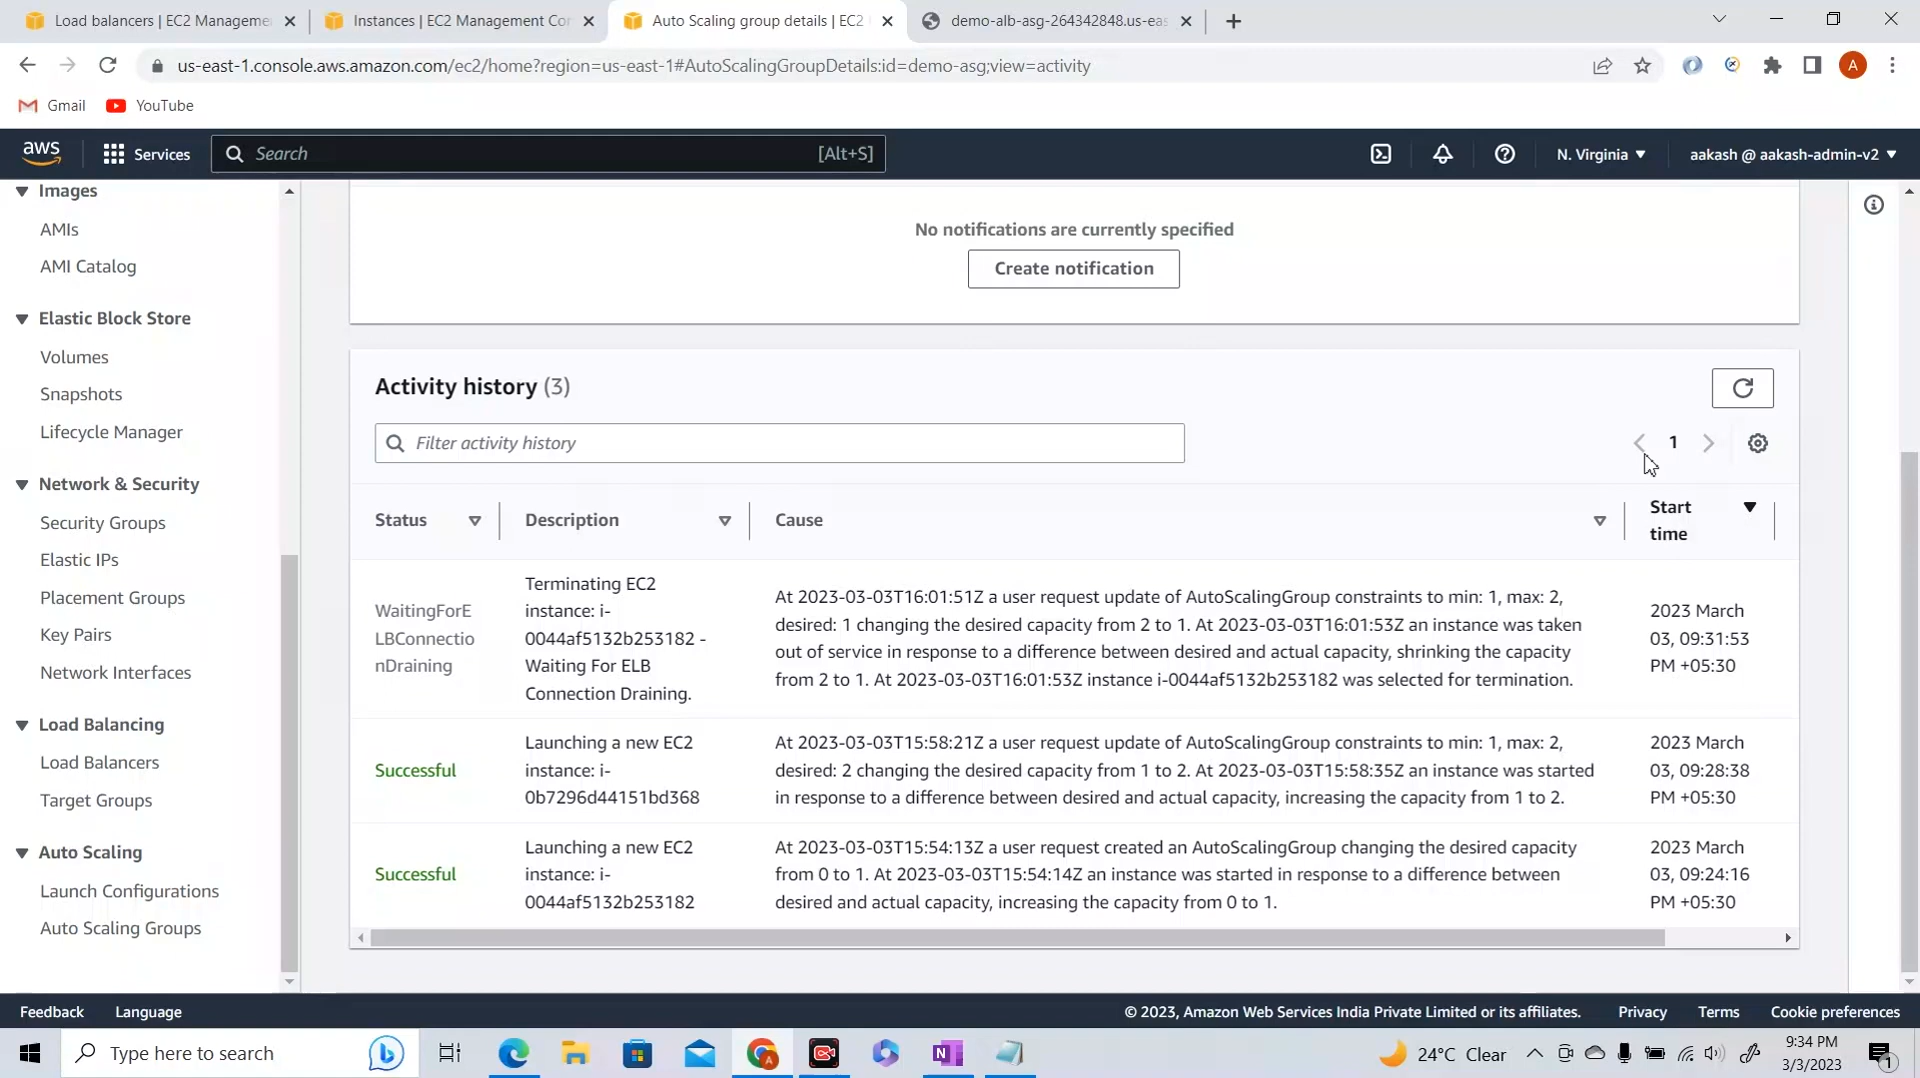 Load balancers | EC2 Manageme
Instances | EC2 Management Con
Auto Scaling group details | EC2
demo-alb-asg-264342848.us-eas
us-east-1.console.aws.amazon.com/ec2/home?region=us-east-1#AutoScalingGroupDetails:id=demo-asg;view=activity
A
Gmail
YouTube
aws
Services
Search
[Alt+S]
N. Virginia
aakash @ aakash-admin-v2
Images
AMIs
AMI Catalog
Elastic Block Store
Volumes
Snapshots
Lifecycle Manager
Network & Security
Security Groups
Elastic IPs
Placement Groups
Key Pairs
Network Interfaces
Load Balancing
Load Balancers
Target Groups
Auto Scaling
Launch Configurations
Auto Scaling Groups
No notifications are currently specified
Create notification
Activity history (3)
Filter activity history
1
Status
Description
Cause
Start
time
WaitingForE
LBConnectio
nDraining
Terminating EC2
instance: i-
0044af5132b253182 -
Waiting For ELB
Connection Draining.
At 2023-03-03T16:01:51Z a user request update of AutoScalingGroup constraints to min: 1, max: 2,
desired: 1 changing the desired capacity from 2 to 1. At 2023-03-03T16:01:53Z an instance was taken
out of service in response to a difference between desired and actual capacity, shrinking the capacity
from 2 to 1. At 2023-03-03T16:01:53Z instance i-0044af5132b253182 was selected for termination.
2023 March
03, 09:31:53
PM +05:30
Successful
Launching a new EC2
instance: i-
0b7296d44151bd368
At 2023-03-03T15:58:21Z a user request update of AutoScalingGroup constraints to min: 1, max: 2,
desired: 2 changing the desired capacity from 1 to 2. At 2023-03-03T15:58:35Z an instance was started
in response to a difference between desired and actual capacity, increasing the capacity from 1 to 2.
2023 March
03, 09:28:38
PM +05:30
Successful
Launching a new EC2
instance: i-
0044af5132b253182
At 2023-03-03T15:54:13Z a user request created an AutoScalingGroup changing the desired capacity
from 0 to 1. At 2023-03-03T15:54:14Z an instance was started in response to a difference between
desired and actual capacity, increasing the capacity from 0 to 1.
2023 March
03, 09:24:16
PM +05:30
Feedback
Language
© 2023, Amazon Web Services India Private Limited or its affiliates.
Privacy
Terms
Cookie preferences
Type here to search
24°C Clear
9:34 PM
3/3/2023
1